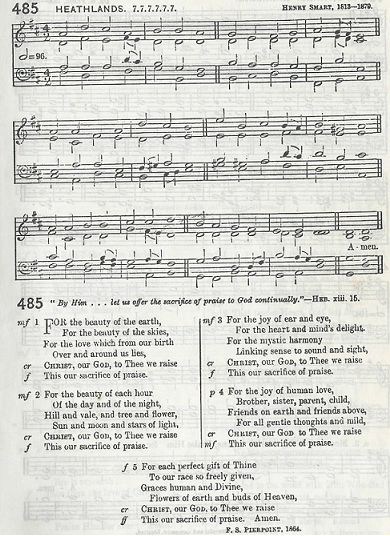 485 HEATHLANDS. 7.7.7.7.7.7. HENRY SMART, 1813—1879.
=96.
A - men.
485 "By Him . . . let us offer the sacrifice of praise to God continually."—HEB. xiii. 15.
mf 1 FOR the beauty of the earth,
For the beauty of the skies,
For the love which from our birth
Over and around us lies,
cr CHRIST, our GOD, to Thee we raise
f This our sacrifice of praise.
mf 2 For the beauty of each hour
Of the day and of the night,
Hill and vale, and tree and flower,
Sun and moon and stars of light,
cr CHRIST, our GOD, to Thee we raise
f This our sacrifice of praise.
mf 3 For the joy of ear and eye,
For the heart and mind's delight,
For the mystic harmony
Linking sense to sound and sight,
cr CHRIST, our GOD, to Thee we raise
f This our sacrifice of praise.
p 4 For the joy of human love,
Brother, sister, parent, child,
Friends on earth and friends above,
For all gentle thoughts and mild,
cr CHRIST, our GOD, to Thee we raise
mf This our sacrifice of praise.
f 5 For each perfect gift of Thine
To our race so freely given,
Graces human and Divine,
Flowers of earth and buds of Heaven,
cr CHRIST, our GOD, to Thee we raise
ff This our sacrifice of praise. Amen.
F. S. PIERPOINT, 1864.